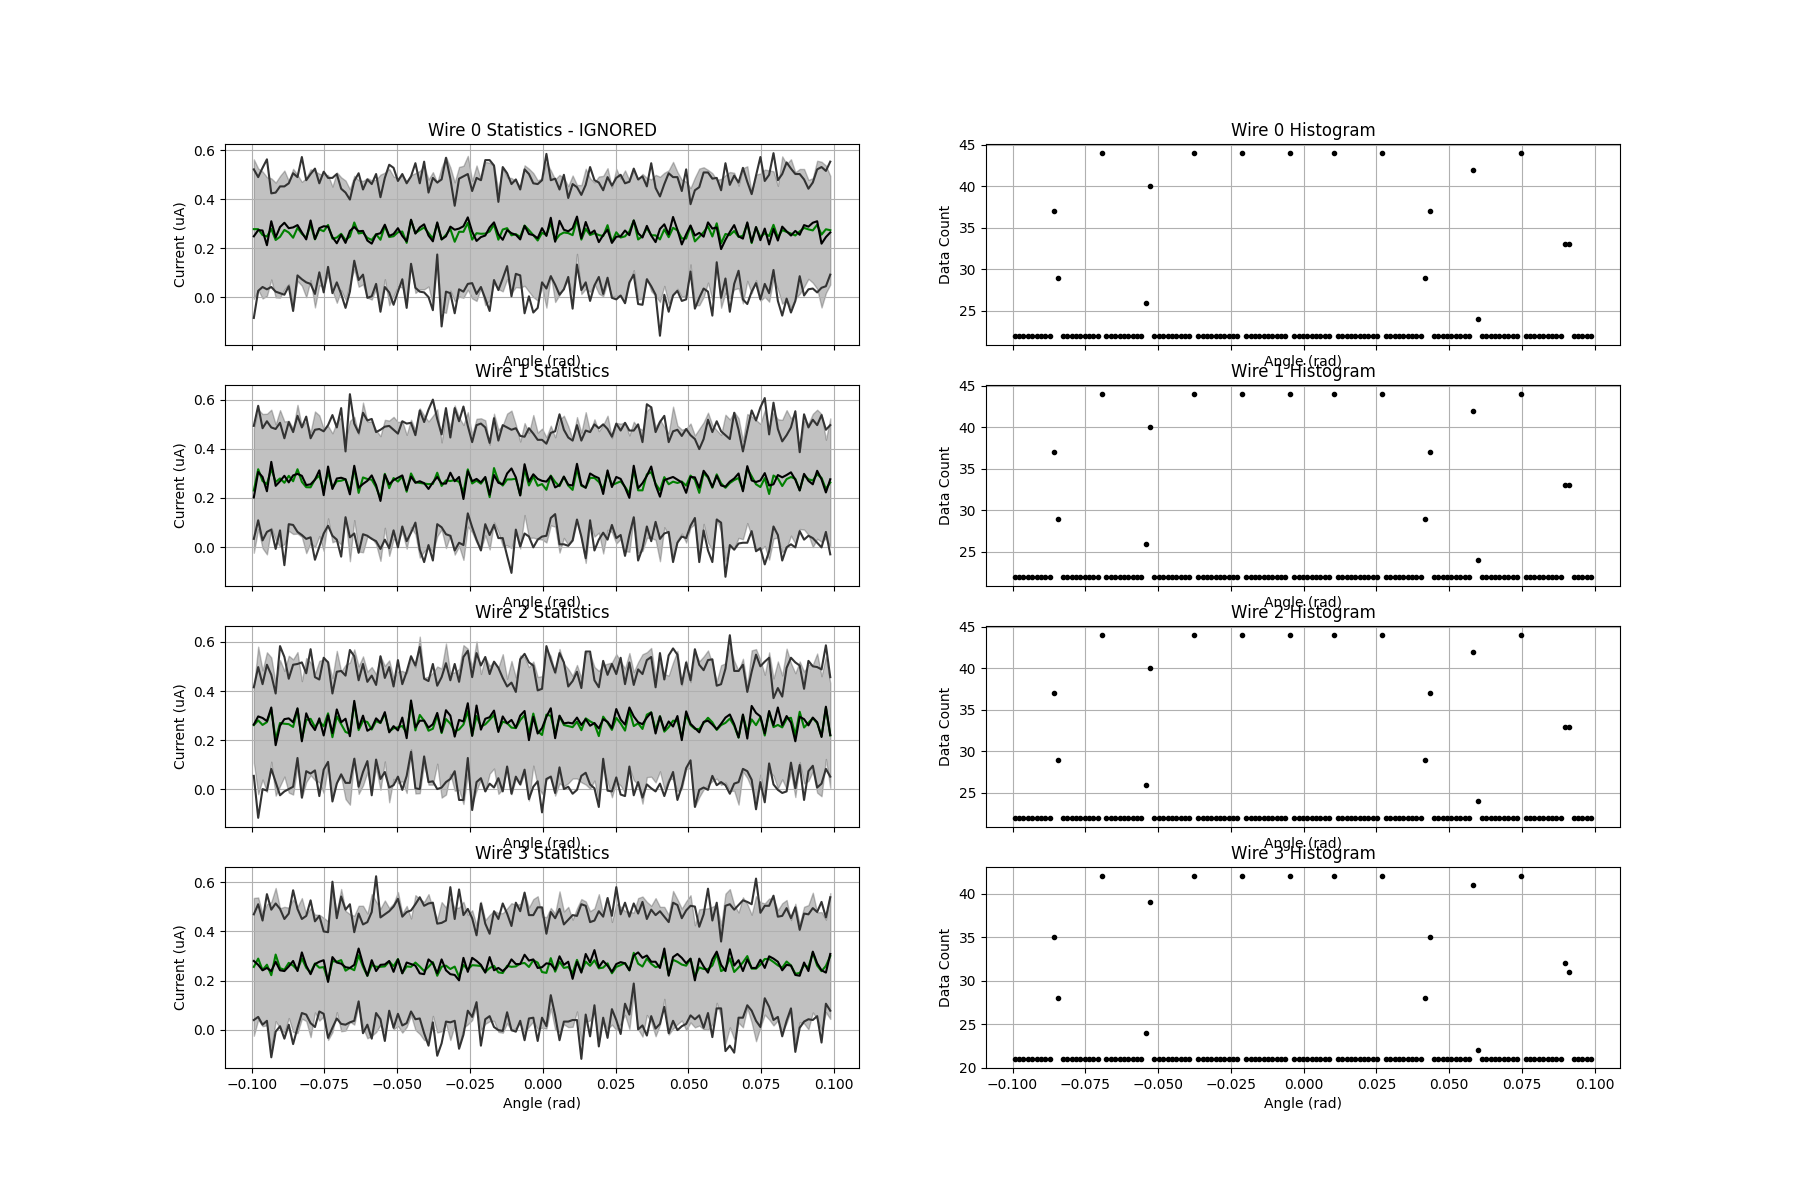 Wire 0 Statistics - IGNORED
Current (uA)
0.6
0.4
0.2
0.0
Angle (rad)
Wire 0 Histogram
Data Count
45
40
35
30
25
Angle (rad)
Wire 1 Statistics
Current (uA)
0.6
0.4
0.2
0.0
Angle (rad)
Wire 1 Histogram
Data Count
45
40
35
30
25
Angle (rad)
Wire 2 Statistics
Current (uA)
0.6
0.4
0.2
0.0
Angle (rad)
Wire 2 Histogram
Data Count
45
40
35
30
25
Angle (rad)
Wire 3 Statistics
Current (uA)
0.6
0.4
0.2
0.0
−0.100 −0.075 −0.050 −0.025 0.000 0.025 0.050 0.075 0.100
Angle (rad)
Wire 3 Histogram
Data Count
40
35
30
25
20
−0.100 −0.075 −0.050 −0.025 0.000 0.025 0.050 0.075 0.100
Angle (rad)